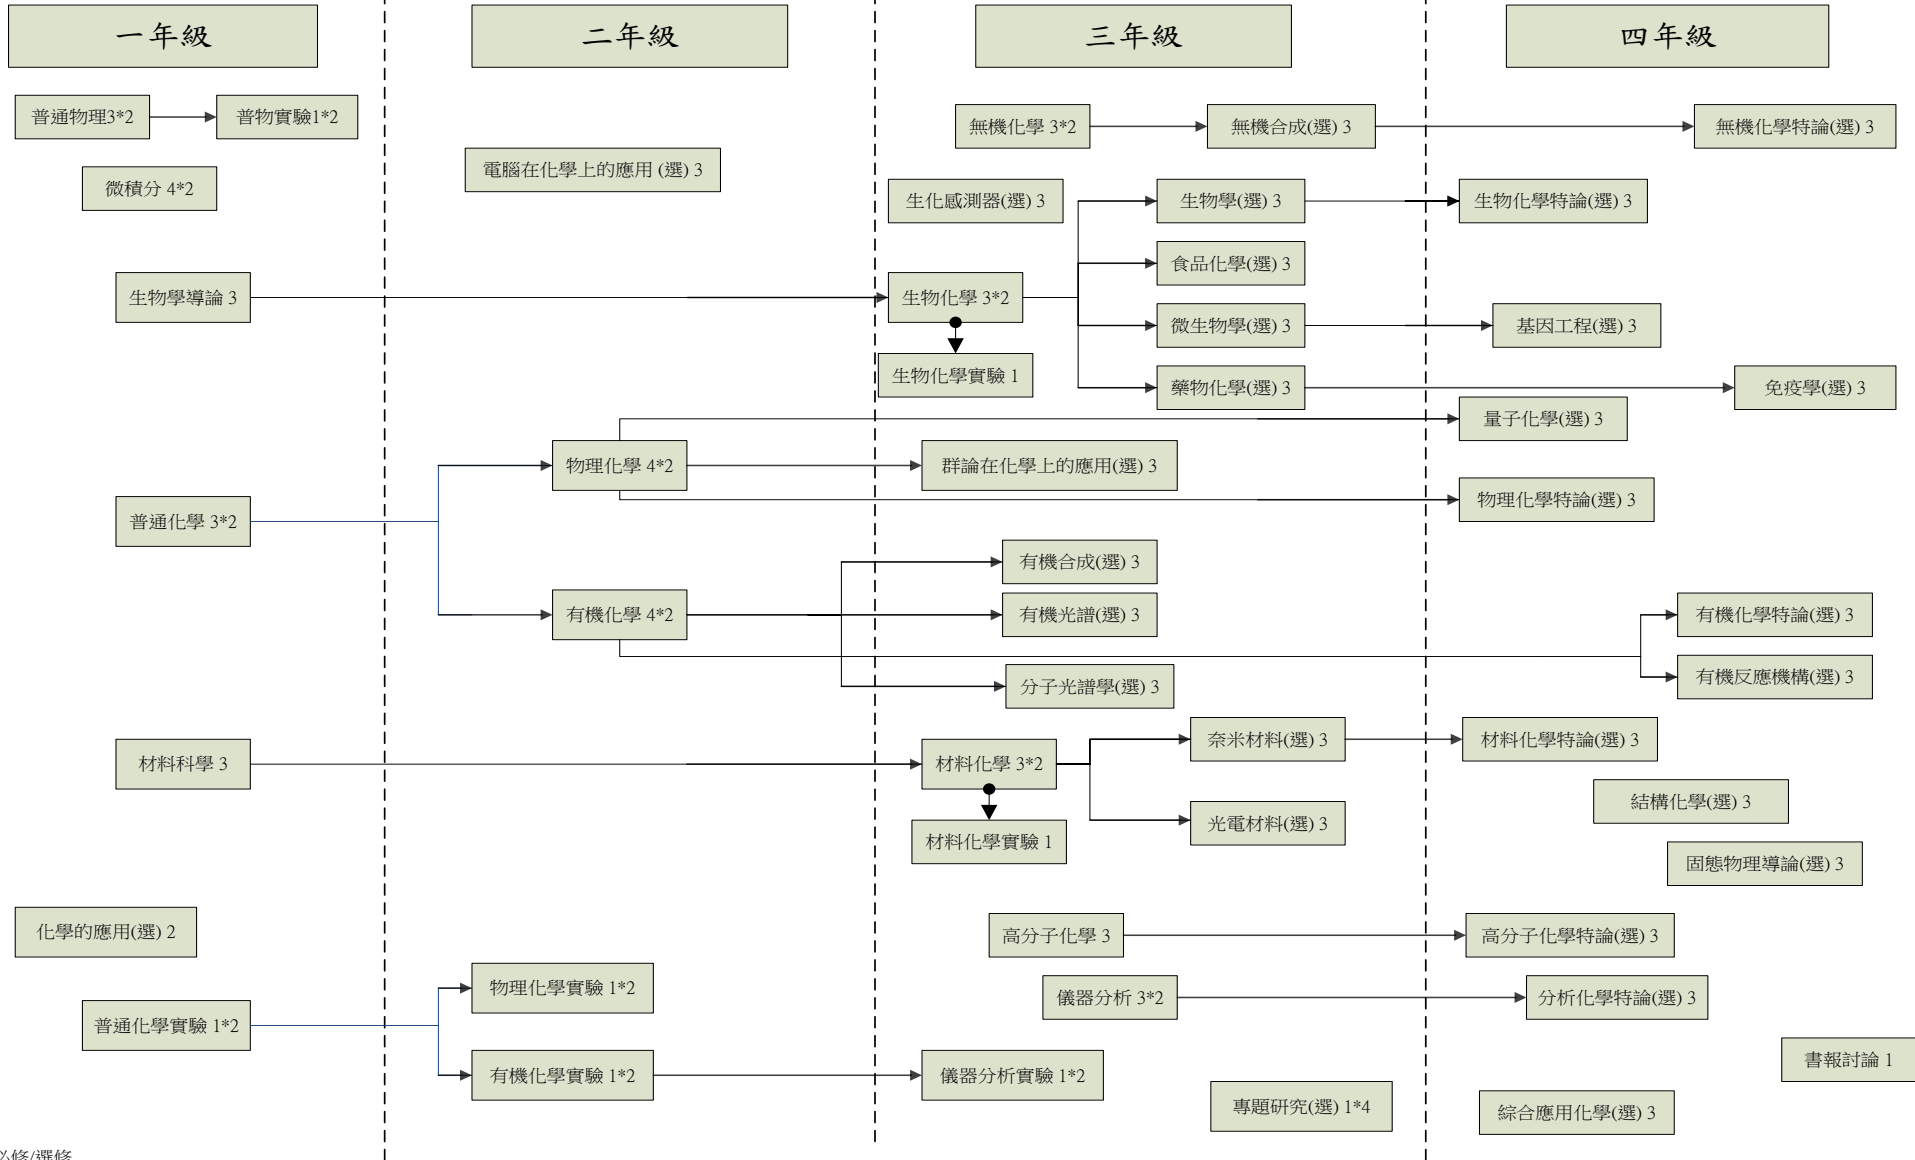 一年級
二年級
三年級
四年級
普通物理3*2
普物實驗1*2
無機化學 3*2
無機合成(選) 3
無機化學特論(選) 3
電腦在化學上的應用 (選) 3
微積分 4*2
生化感測器(選) 3
生物學(選) 3
生物化學特論(選) 3
食品化學(選) 3
生物學導論 3
生物化學 3*2
微生物學(選) 3
基因工程(選) 3
生物化學實驗 1
藥物化學(選) 3
免疫學(選) 3
量子化學(選) 3
物理化學 4*2
群論在化學上的應用(選) 3
物理化學特論(選) 3
普通化學 3*2
有機合成(選) 3
有機化學 4*2
有機光譜(選) 3
有機化學特論(選) 3
分子光譜學(選) 3
有機反應機構(選) 3
奈米材料(選) 3
材料化學特論(選) 3
材料科學 3
材料化學 3*2
結構化學(選) 3
光電材料(選) 3
材料化學實驗 1
固態物理導論(選) 3
化學的應用(選) 2
高分子化學 3
高分子化學特論(選) 3
物理化學實驗 1*2
儀器分析 3*2
分析化學特論(選) 3
普通化學實驗 1*2
書報討論 1
有機化學實驗 1*2
儀器分析實驗 1*2
專題研究(選) 1*4
綜合應用化學(選) 3
必修/選修